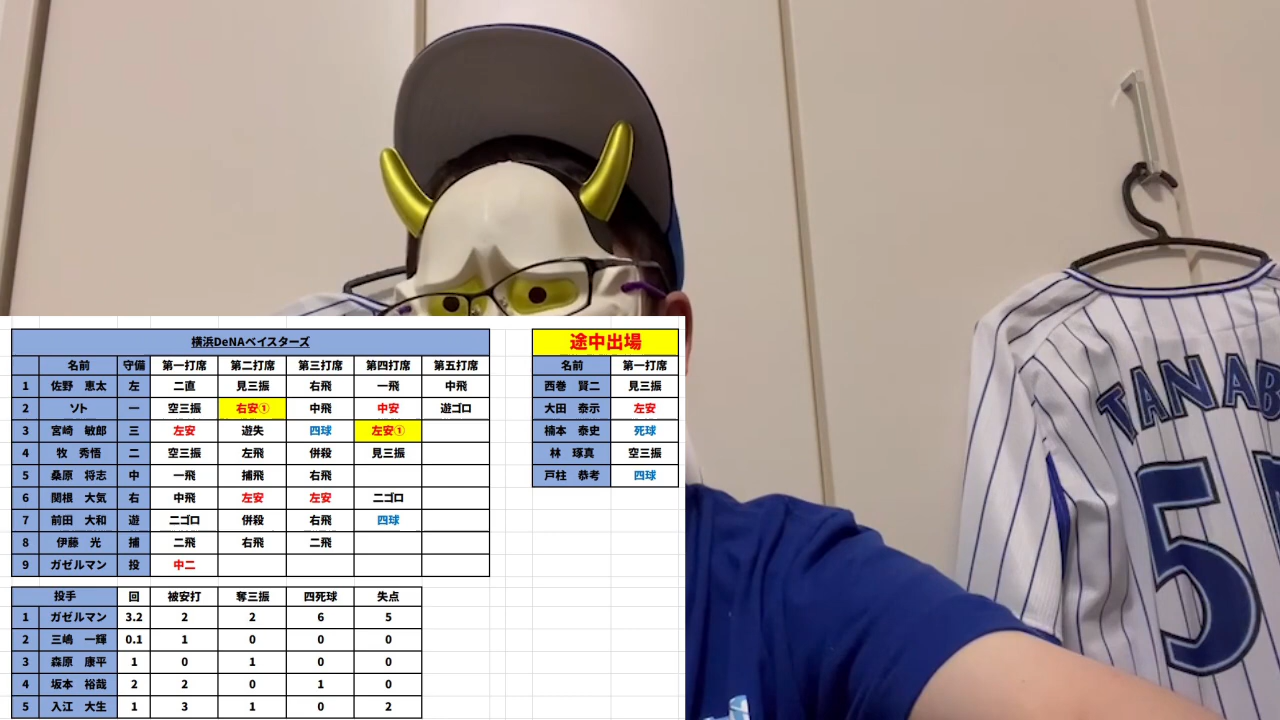 横浜DeNAベイスターズ
名前 守備 第一打席 第二打席 第三打席 第四打席 第五打席
1 佐野 恵太 左 二直 見三振 右飛 一飛 中飛
2 ソト 一 空三振 右安① 中飛 中安 遊ゴロ
3 宮崎 敏郎 三 左安 遊失 四球 左安①
4 牧 秀悟 二 空三振 左飛 併殺 見三振
5 桑原 将志 中 一飛 捕飛 右飛
6 関根 大気 右 中飛 左安 左安 二ゴロ
7 前田 大和 遊 二ゴロ 併殺 右飛 四球
8 伊藤 光 捕 二飛 右飛 二飛
9 ガゼルマン 投 中二
途中出場
名前 第一打席
西巻 賢二 見三振
大田 泰示 左安
楠本 泰史 死球
林 琢真 空三振
戸柱 恭孝 四球
投手 回 被安打 奪三振 四死球 失点
1 ガゼルマン 3.2 2 2 6 5
2 三嶋 一輝 0.1 1 0 0 0
3 森原 康平 1 0 1 0 0
4 坂本 裕哉 2 2 0 1 0
5 入江 大生 1 3 1 0 2
TANAB
5